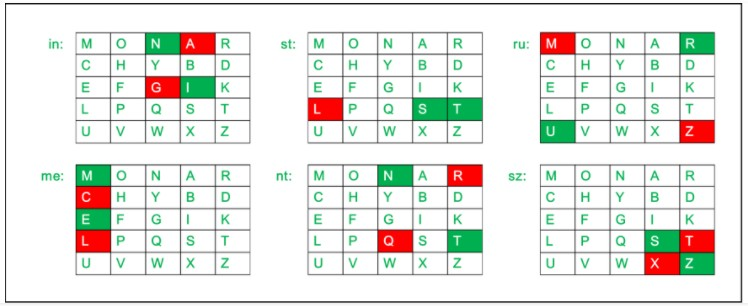 in: M O N A R st: M O N A R ru: M O N A R
C H Y B D C H Y B D C H Y B D
E F G I K E F G I K E F G I K
L P Q S T L P Q S T L P Q S T
U V W X Z U V W X Z U V W X Z
me: M O N A R nt: M O N A R sz: M O N A R
C H Y B D C H Y B D C H Y B D
E F G I K E F G I K E F G I K
L P Q S T L P Q S T L P Q S T
U V W X Z U V W X Z U V W X Z